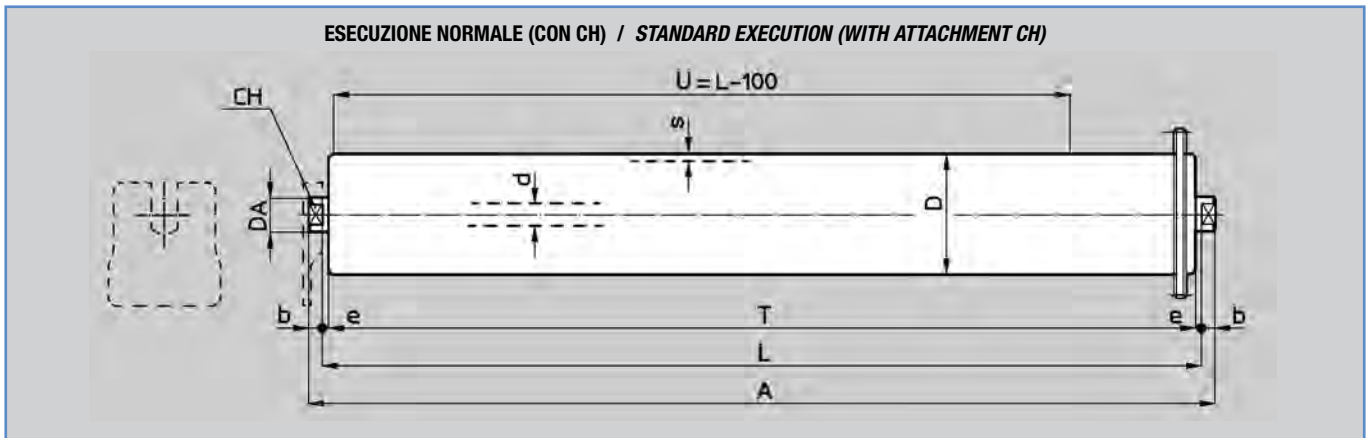 ESECUZIONE NORMALE (CON CH) / STANDARD EXECUTION (WITH ATTACHMENT CH)
U=L-100
CH
s
d
DA
D
b
e
T
e
b
L
A